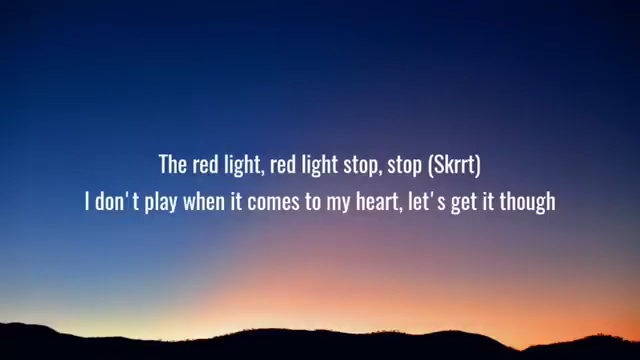 The red light, red light stop, stop (Skrrt)
I don't play when it comes to my heart, let's get it though